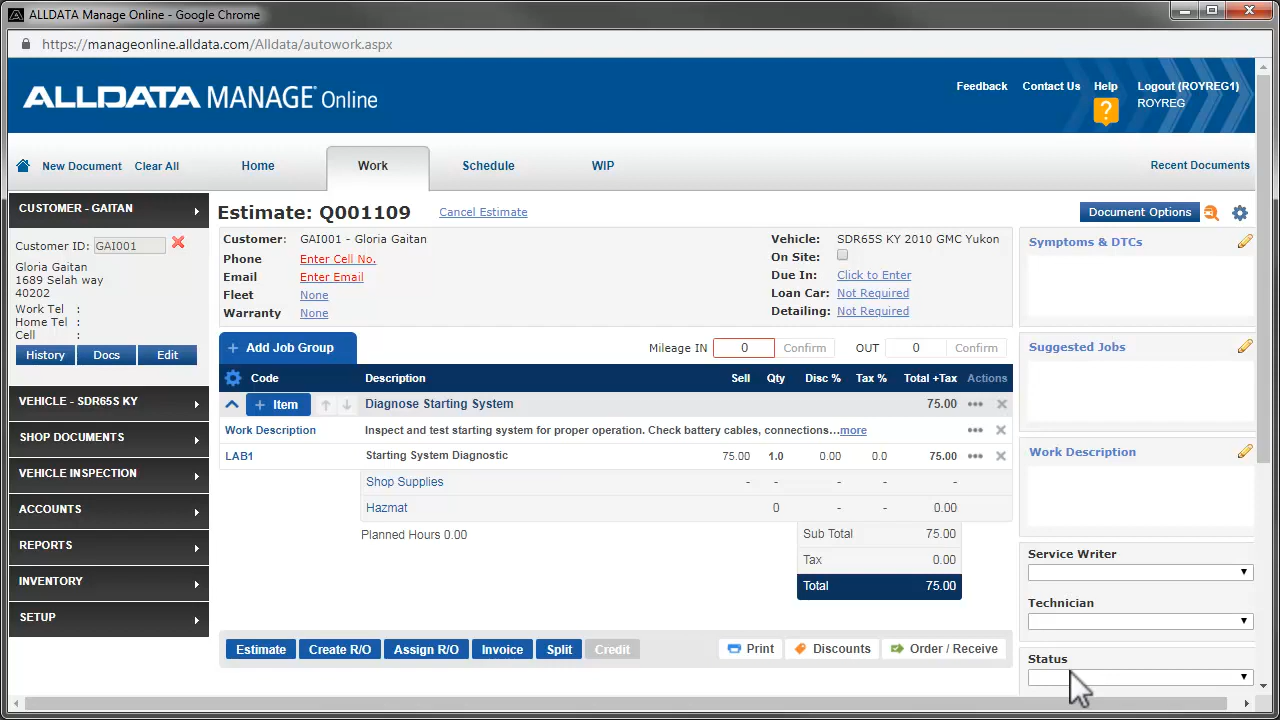 ALLDATA Manage Online - Google Chrome
https://manageonline.alldata.com/Alldata/autowork.aspx
ALLDATA MANAGE® Online
Feedback Contact Us Help Logout (ROYREG1)
? ROYREG
New Document Clear All Home Work Schedule WIP Recent Documents
CUSTOMER - GAITAN
Customer ID: GAI001
Gloria Gaitan
1689 Selah way
40202
Work Tel :
Home Tel :
Cell :
History Docs Edit
VEHICLE - SDR65S KY
SHOP DOCUMENTS
VEHICLE INSPECTION
ACCOUNTS
REPORTS
INVENTORY
SETUP
Estimate: Q001109 Cancel Estimate Document Options
Customer: GAI001 - Gloria Gaitan
Phone Enter Cell No.
Email Enter Email
Fleet None
Warranty None
Vehicle: SDR65S KY 2010 GMC Yukon
On Site:
Due In: Click to Enter
Loan Car: Not Required
Detailing: Not Required
+ Add Job Group Mileage IN 0 Confirm OUT 0 Confirm
Code Description Sell Qty Disc % Tax % Total +Tax Actions
+ Item Diagnose Starting System 75.00 •••
Work Description Inspect and test starting system for proper operation. Check battery cables, connections...more •••
LAB1 Starting System Diagnostic 75.00 1.0 0.00 0.0 75.00 •••
Shop Supplies - - - - -
Hazmat 0 - - 0.00
Planned Hours 0.00
Sub Total 75.00
Tax 0.00
Total 75.00
Estimate Create R/O Assign R/O Invoice Split Credit Print Discounts Order / Receive
Symptoms & DTCs
Suggested Jobs
Work Description
Service Writer
Technician
Status